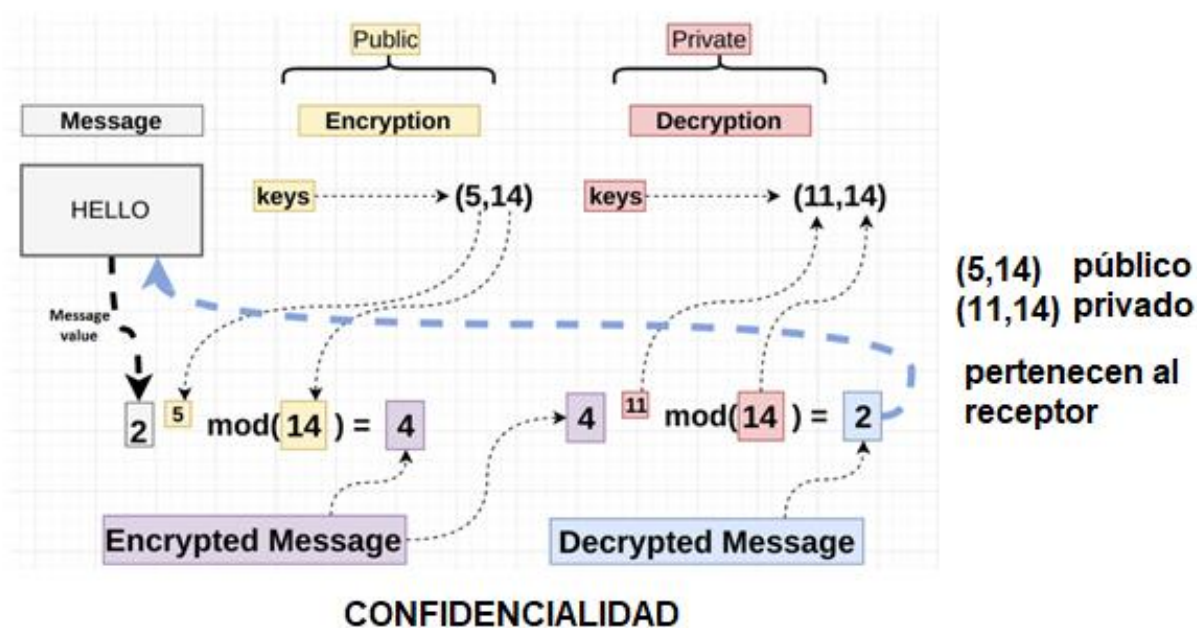 Public
Private
Message
Encryption
Decryption
HELLO
keys
(5,14)
keys
(11,14)
(5,14) público
(11,14) privado
Message
value
pertenecen al
receptor
2 5 mod( 14 ) = 4
4 11 mod( 14 ) = 2
Encrypted Message
Decrypted Message
CONFIDENCIALIDAD